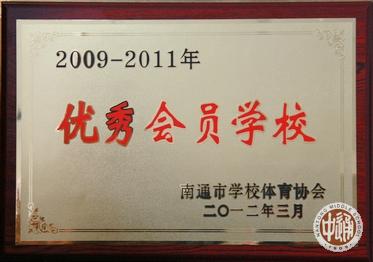 2009-2011年
优秀会员学校
南通市学校体育协会
二〇一二年三月